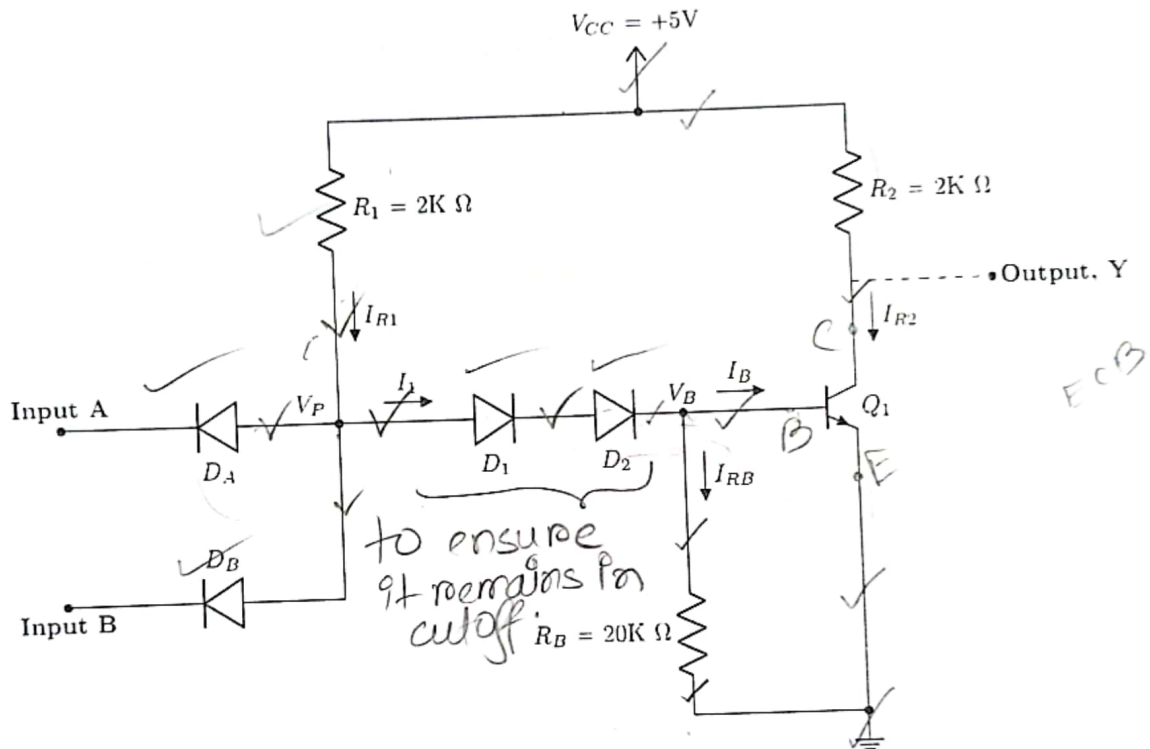 V_CC = +5V
R_1 = 2K Ω
R_2 = 2K Ω
Output, Y
I_R1
I_R2
C
Input A
V_P
I_1
V_B
I_B
Q_1
E C B
B
E
D_A
D_1
D_2
I_RB
to ensure
it remains in
cutoff.
D_B
Input B
R_B = 20K Ω